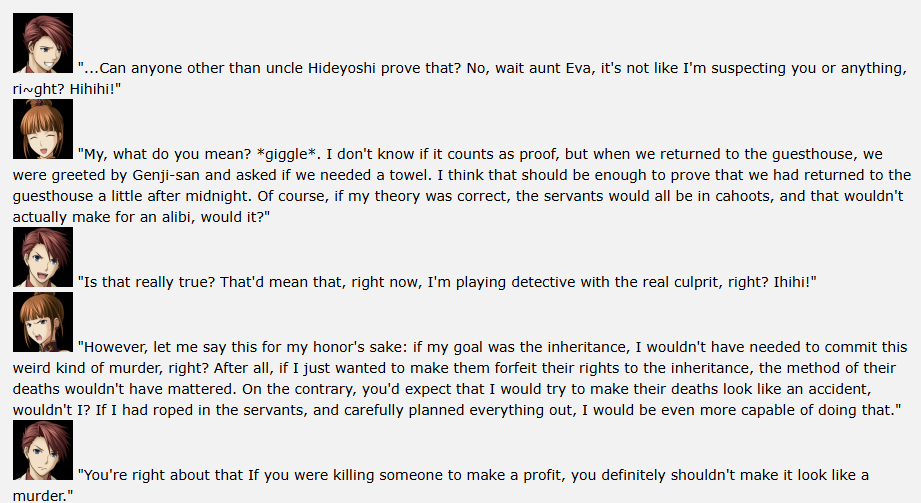 "...Can anyone other than uncle Hideyoshi prove that? No, wait aunt Eva, it's not like I'm suspecting you or anything,
ri~ght? Hihihi!"
"My, what do you mean? *giggle*. I don't know if it counts as proof, but when we returned to the guesthouse, we
were greeted by Genji-san and asked if we needed a towel. I think that should be enough to prove that we had returned to the
guesthouse a little after midnight. Of course, if my theory was correct, the servants would all be in cahoots, and that wouldn't
actually make for an alibi, would it?"
"Is that really true? That'd mean that, right now, I'm playing detective with the real culprit, right? Ihihi!"
"However, let me say this for my honor's sake: if my goal was the inheritance, I wouldn't have needed to commit this
weird kind of murder, right? After all, if I just wanted to make them forfeit their rights to the inheritance, the method of their
deaths wouldn't have mattered. On the contrary, you'd expect that I would try to make their deaths look like an accident,
wouldn't I? If I had roped in the servants, and carefully planned everything out, I would be even more capable of doing that."
"You're right about that If you were killing someone to make a profit, you definitely shouldn't make it look like a
murder."